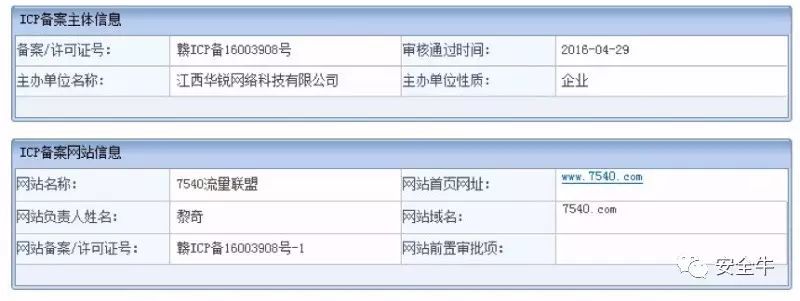 ICP备案主体信息
备案/许可证号： 赣ICP备16003908号 审核通过时间： 2016-04-29
主办单位名称： 江西华锐网络科技有限公司 主办单位性质： 企业
ICP备案网站信息
网站名称： 7540流量联盟 网站首页网址： www.7540.com
网站负责人姓名： 黎奇 网站域名： 7540.com
网站备案/许可证号： 赣ICP备16003908号-1 网站前置审批项：
安全牛